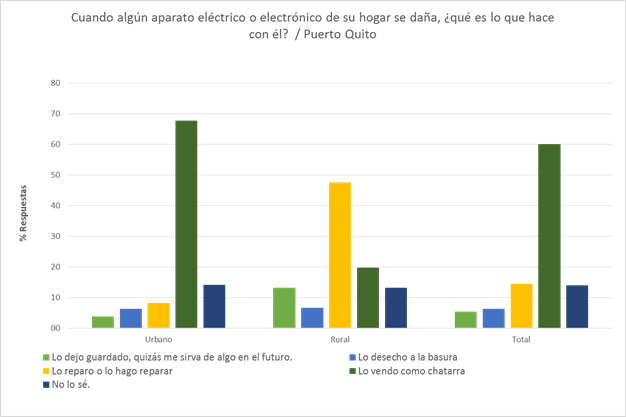 Cuando algún aparato eléctrico o electrónico de su hogar se daña, ¿qué es lo que hace
con él?  / Puerto Quito
80
70
60
50
40
30
20
10
00
% Respuestas
Urbano
Rural
Total
Lo dejo guardado, quizás me sirva de algo en el futuro.
Lo desecho a la basura
Lo reparo o lo hago reparar
Lo vendo como chatarra
No lo sé.